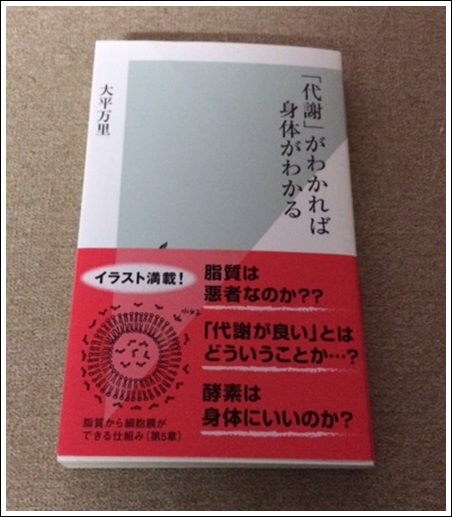 「代謝」がわかれば
身体がわかる
大平万里
イラスト満載!
脂質は
悪者なのか??
「代謝が良い」とは
どういうことか…?
酵素は
身体にいいのか?
脂質から細胞膜が
できる仕組み(第5章)